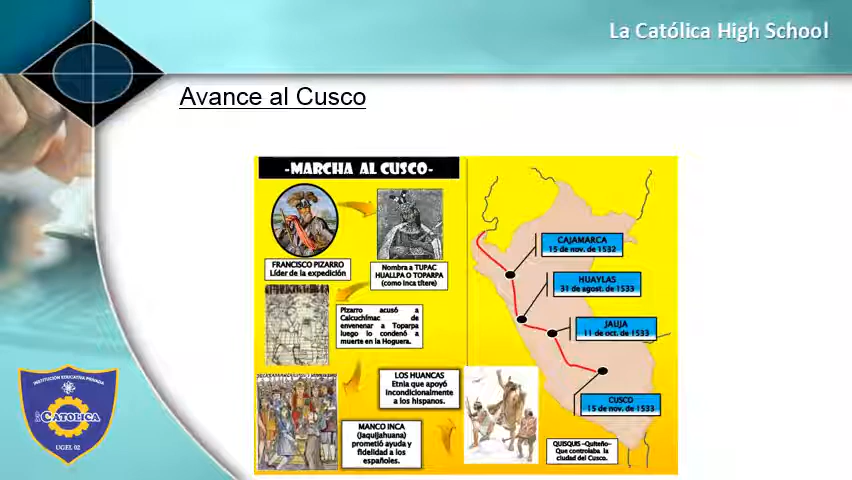 La Católica High School
Avance al Cusco
-MARCHA AL CUSCO-
FRANCISCO PIZARRO
Líder de la expedición
Nombra a TUPAC
HUALLPA O TOPARPA
(como inca títere)
Pizarro acusó a
Calcuchímac de
envenenar a Toparpa
luego lo condenó a
muerte en la Hoguera.
LOS HUANCAS
Etnia que apoyó
incondicionalmente
a los hispanos.
MANCO INCA
(Jaquijahuana)
prometió ayuda y
fidelidad a los
españoles.
CAJAMARCA
15 de nov. de 1532
HUAYLAS
31 de agost. de 1533
JAUJA
11 de oct. de 1533
CUSCO
15 de nov. de 1533
QUISQUIS -Quiteño-
Que controlaba la
ciudad del Cusco.
INSTITUCIÓN EDUCATIVA PRIVADA
CATOLICA
UGEL 02